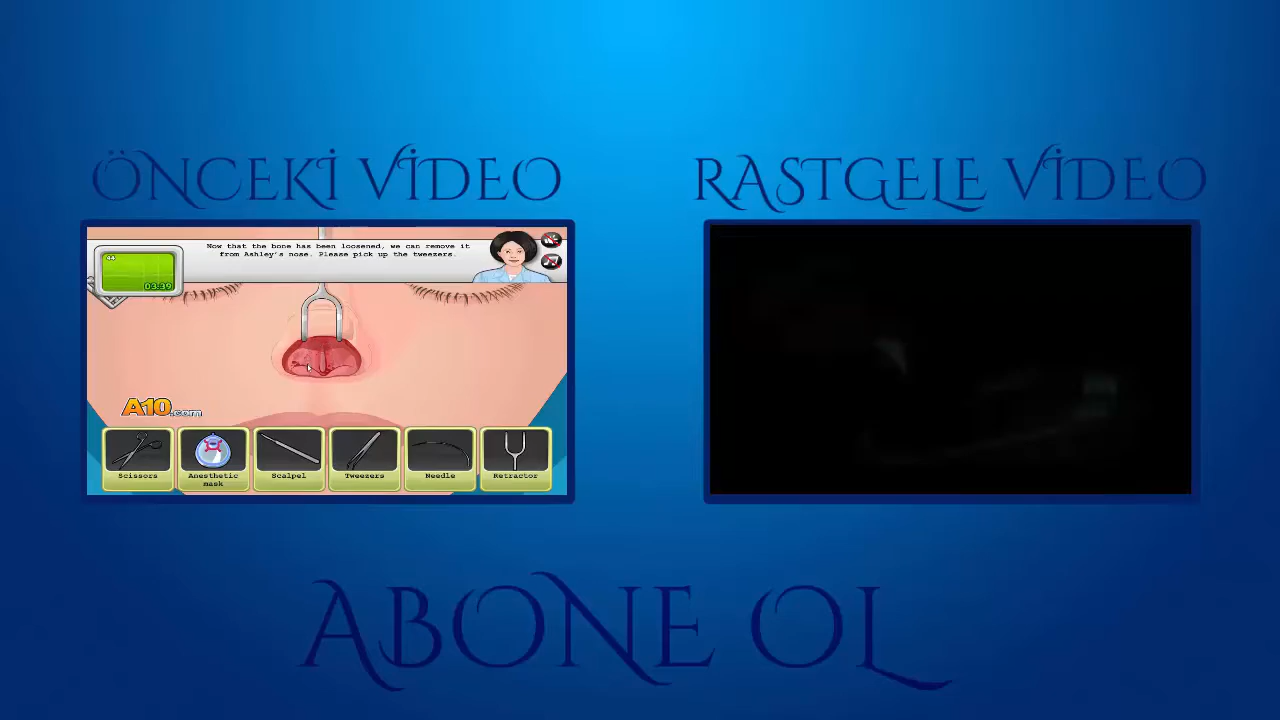 ÖNCEKİ VİDEO
RASTGELE VİDEO
Now that the bone has been loosened, we can remove it
from Ashley's nose. Please pick up the tweezers.
44
03:39
A10.com
Scissors
Anesthetic
mask
Scalpel
Tweezers
Needle
Retractor
ABONE OL